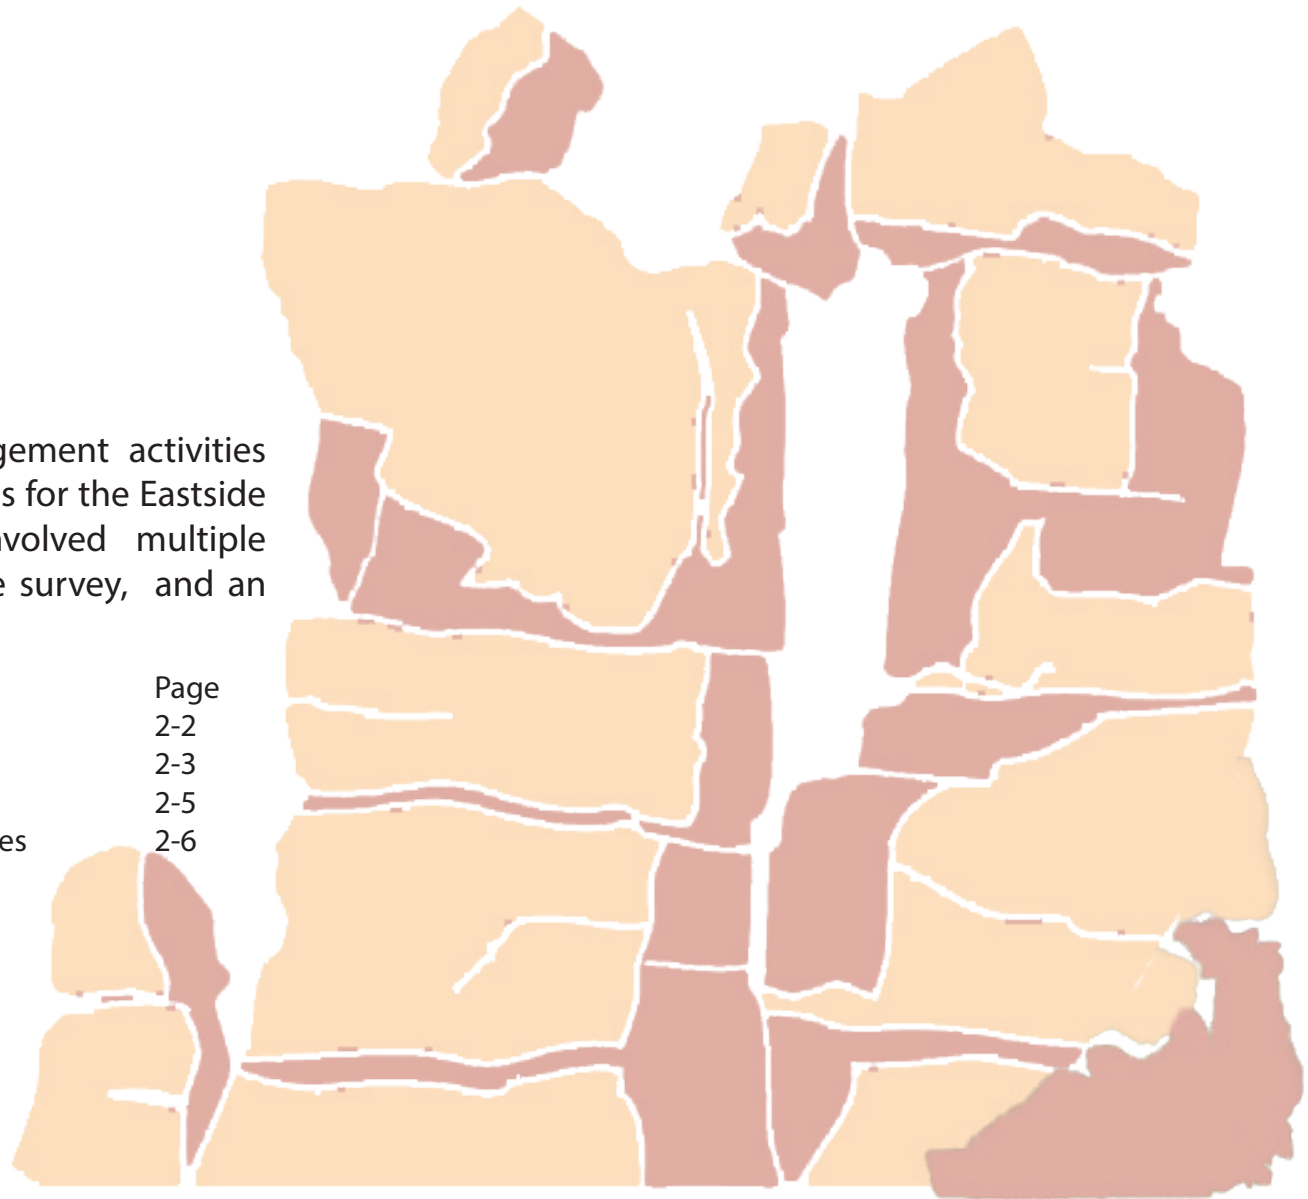 gement activities
s for the Eastside
nvolved multiple
e survey, and an
Page
2-2
2-3
2-5
es 2-6